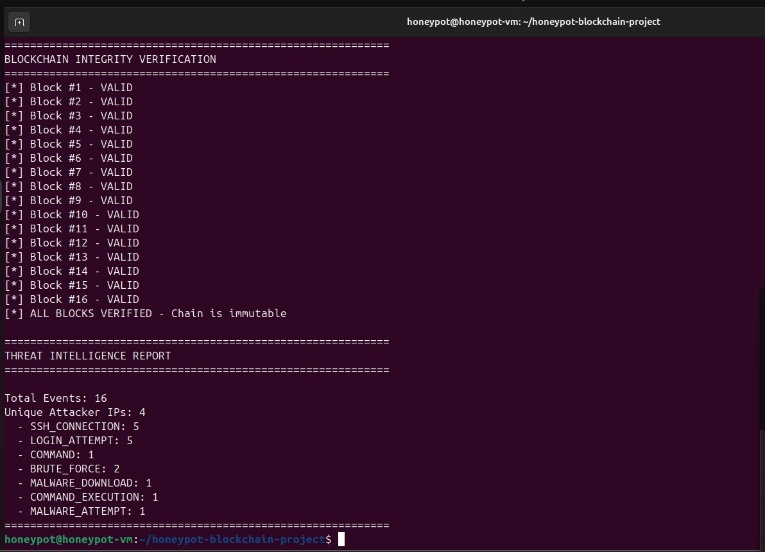 honeypot@honeypot-vm: ~/honeypot-blockchain-project
============================================================
BLOCKCHAIN INTEGRITY VERIFICATION
============================================================
[*] Block #1 - VALID
[*] Block #2 - VALID
[*] Block #3 - VALID
[*] Block #4 - VALID
[*] Block #5 - VALID
[*] Block #6 - VALID
[*] Block #7 - VALID
[*] Block #8 - VALID
[*] Block #9 - VALID
[*] Block #10 - VALID
[*] Block #11 - VALID
[*] Block #12 - VALID
[*] Block #13 - VALID
[*] Block #14 - VALID
[*] Block #15 - VALID
[*] Block #16 - VALID
[*] ALL BLOCKS VERIFIED - Chain is immutable
============================================================
THREAT INTELLIGENCE REPORT
============================================================
Total Events: 16
Unique Attacker IPs: 4
- SSH_CONNECTION: 5
- LOGIN_ATTEMPT: 5
- COMMAND: 1
- BRUTE_FORCE: 2
- MALWARE_DOWNLOAD: 1
- COMMAND_EXECUTION: 1
- MALWARE_ATTEMPT: 1
============================================================
honeypot@honeypot-vm:~/honeypot-blockchain-project$